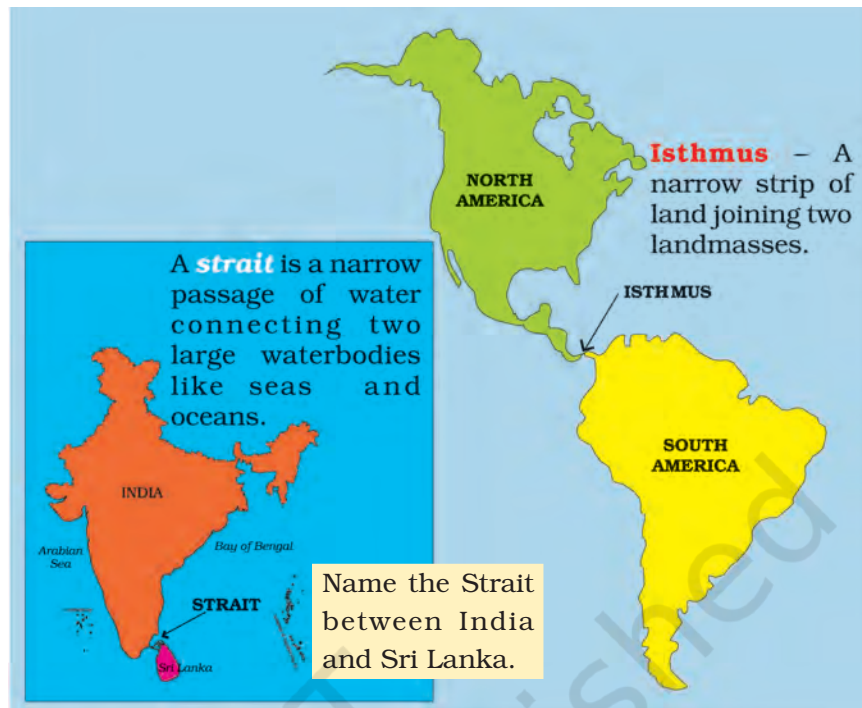 NORTH
AMERICA
Isthmus – A
narrow strip of
land joining two
landmasses.
ISTHMUS
A strait is a narrow
passage of water
connecting two
large waterbodies
like seas and
oceans.
INDIA
Arabian
Sea
Bay of Bengal
STRAIT
Sri Lanka
Name the Strait
between India
and Sri Lanka.
SOUTH
AMERICA